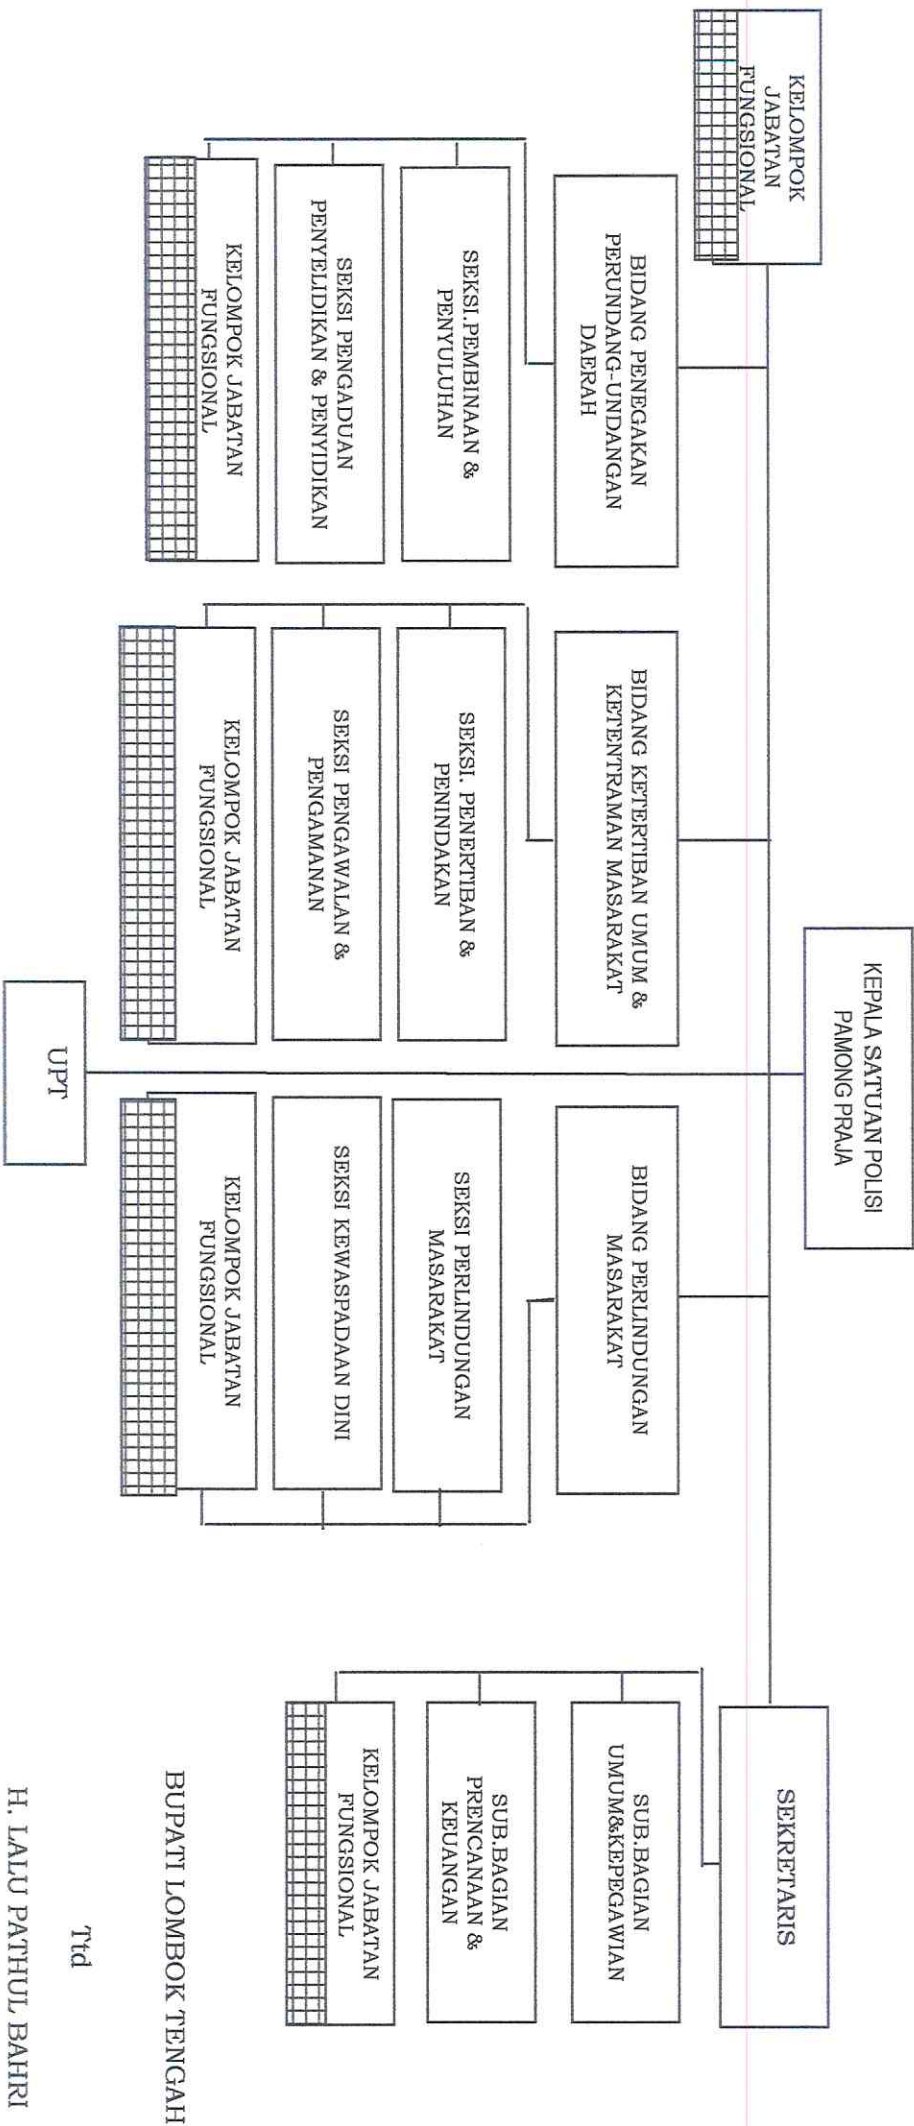 KEPALA SATUAN POLISI
PAMONG PRAJA
KELOMPOK
JABATAN
FUNGSIONAL
SEKRETARIS
SUB.BAGIAN
UMUM&KEPEGAWIAN
SUB.BAGIAN
PRENCANAAN &
KEUANGAN
KELOMPOK JABATAN
FUNGSIONAL
BIDANG PENEGAKAN
PERUNDANG-UNDANGAN
DAERAH
SEKSI.PEMBINAAN &
PENYULUHAN
SEKSI PENGADUAN
PENYELIDIKAN & PENYIDIKAN
KELOMPOK JABATAN
FUNGSIONAL
BIDANG KETERTIBAN UMUM &
KETENTRAMAN MASARAKAT
SEKSI. PENERTIBAN &
PENINDAKAN
SEKSI PENGAWALAN &
PENGAMANAN
KELOMPOK JABATAN
FUNGSIONAL
BIDANG PERLINDUNGAN
MASARAKAT
SEKSI PERLINDUNGAN
MASARAKAT
SEKSI KEWASPADAAN DINI
KELOMPOK JABATAN
FUNGSIONAL
UPT
BUPATI LOMBOK TENGAH
Ttd
H. LALU PATHUL BAHRI